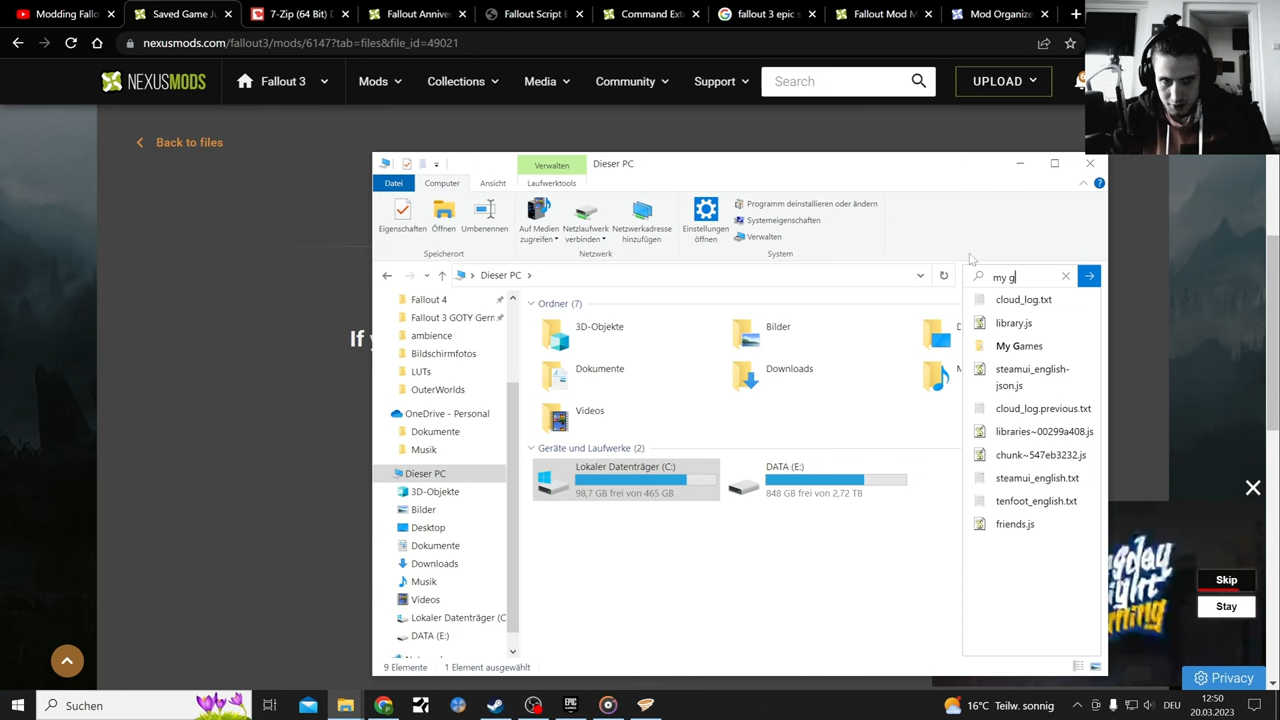 Modding Fallou
Saved Game Ju
7-Zip (64 Bit) D
Fallout Annive
Fallout Script E
Command Exte
fallout 3 epic s
Fallout Mod M
Mod Organize
nexusmods.com/fallout3/mods/6147?tab=files&file_id=49021
NEXUSMODS
Fallout 3
Mods
Collections
Media
Community
Support
Search
UPLOAD
Back to files
If y
Verwalten
Dieser PC
Datei
Computer
Ansicht
Laufwerktools
Eigenschaften
Öffnen
Umbenennen
Auf Medien
zugreifen
Netzlaufwerk
verbinden
Netzwerkadresse
hinzufügen
Einstellungen
öffnen
Programm deinstallieren oder ändern
Systemeigenschaften
Verwalten
Speicherort
Netzwerk
System
Dieser PC
my g
Fallout 4
Fallout 3 GOTY Gern
ambience
Bildschirmfotos
LUTs
OuterWorlds
OneDrive - Personal
Dokumente
Musik
Dieser PC
3D-Objekte
Bilder
Desktop
Dokumente
Downloads
Musik
Videos
Lokaler Datenträger (C:
DATA (E:)
Ordner (7)
3D-Objekte
Bilder
D
Dokumente
Downloads
M
Videos
Geräte und Laufwerke (2)
Lokaler Datenträger (C:)
98,7 GB frei von 465 GB
DATA (E:)
848 GB frei von 2,72 TB
cloud_log.txt
library.js
My Games
steamui_english-
json.js
cloud_log.previous.txt
libraries~00299a408.js
chunk~547eb3232.js
steamui_english.txt
tenfoot_english.txt
friends.js
9 Elemente
1 Element ausgewählt
Skip
Stay
Privacy
Suchen
16°C Teilw. sonnig
DEU
12:50
20.03.2023